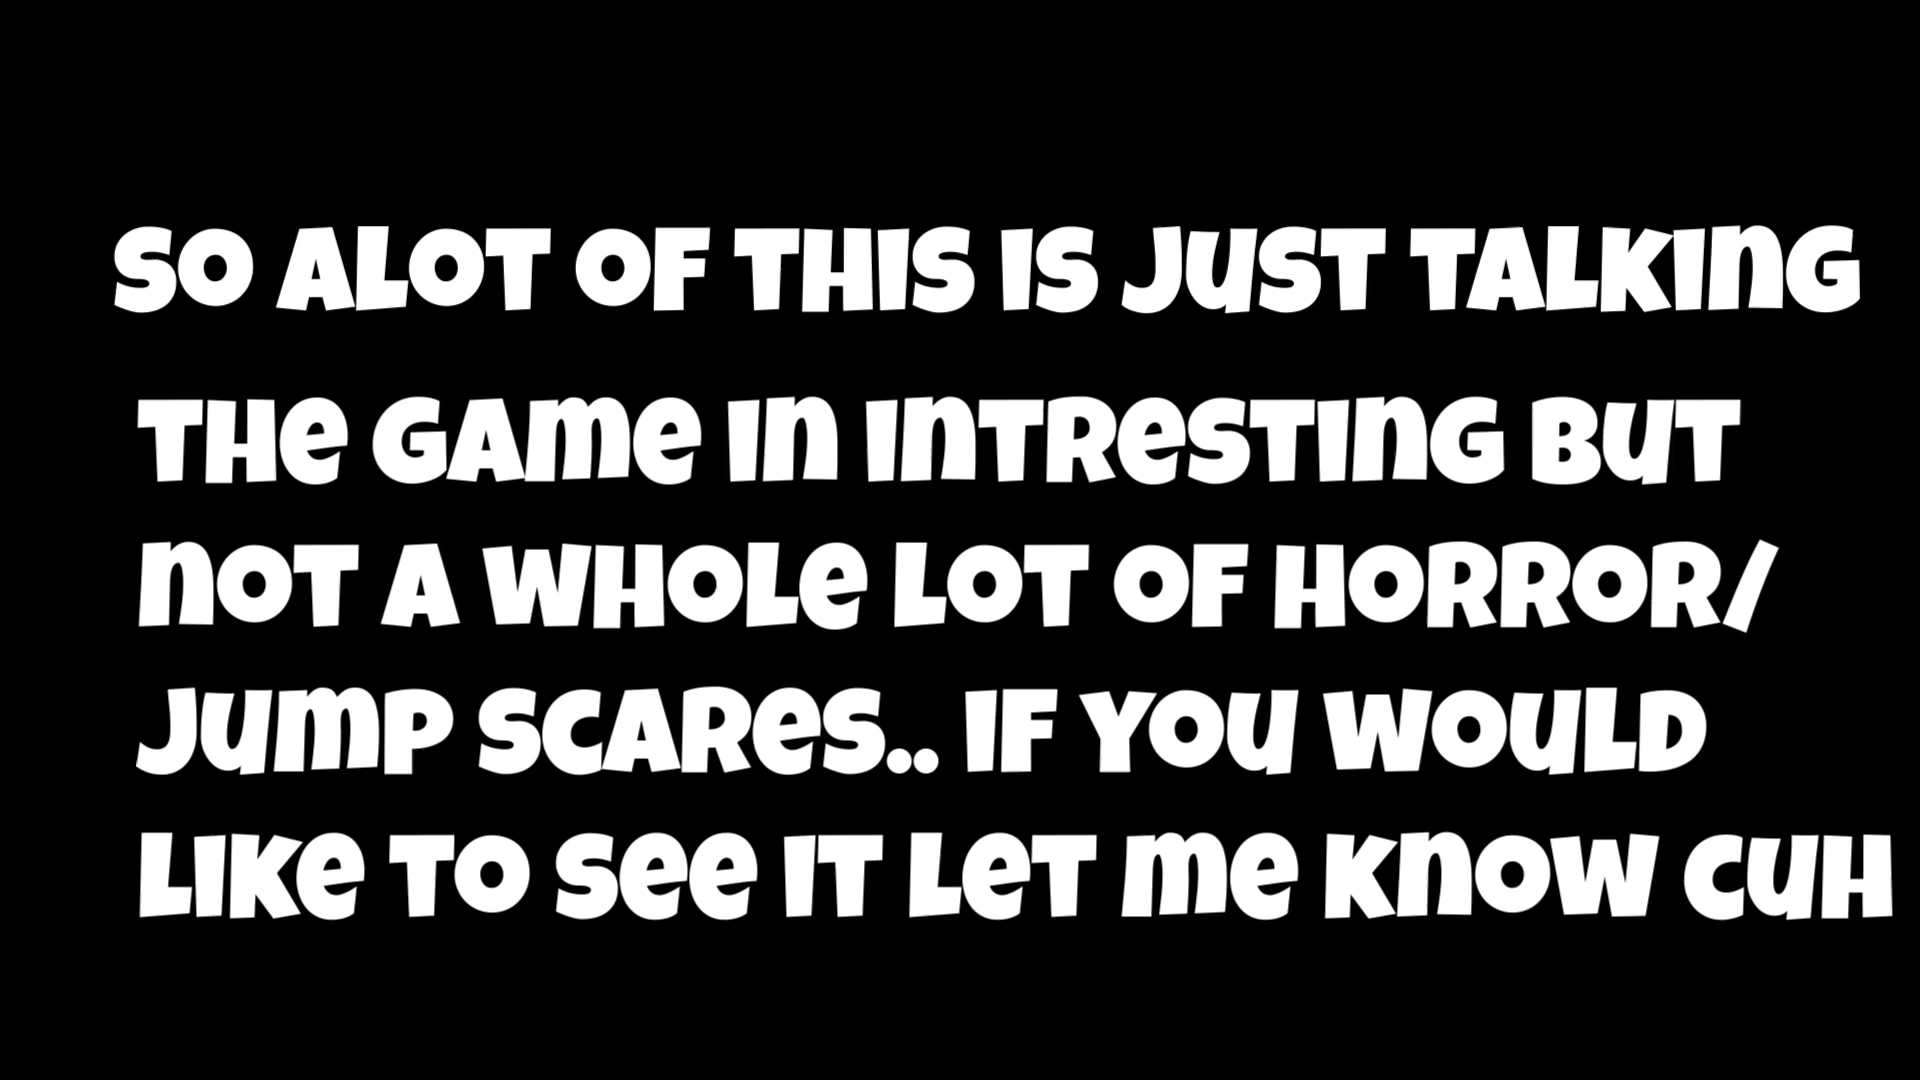 SO ALOT OF THIS IS JUST TALKING
THE GAME IN INTRESTING BUT
NOT A WHOLE LOT OF HORROR/
JUMP SCARES.. IF YOU WOULD
LIKE TO SEE IT LET ME KNOW CUH